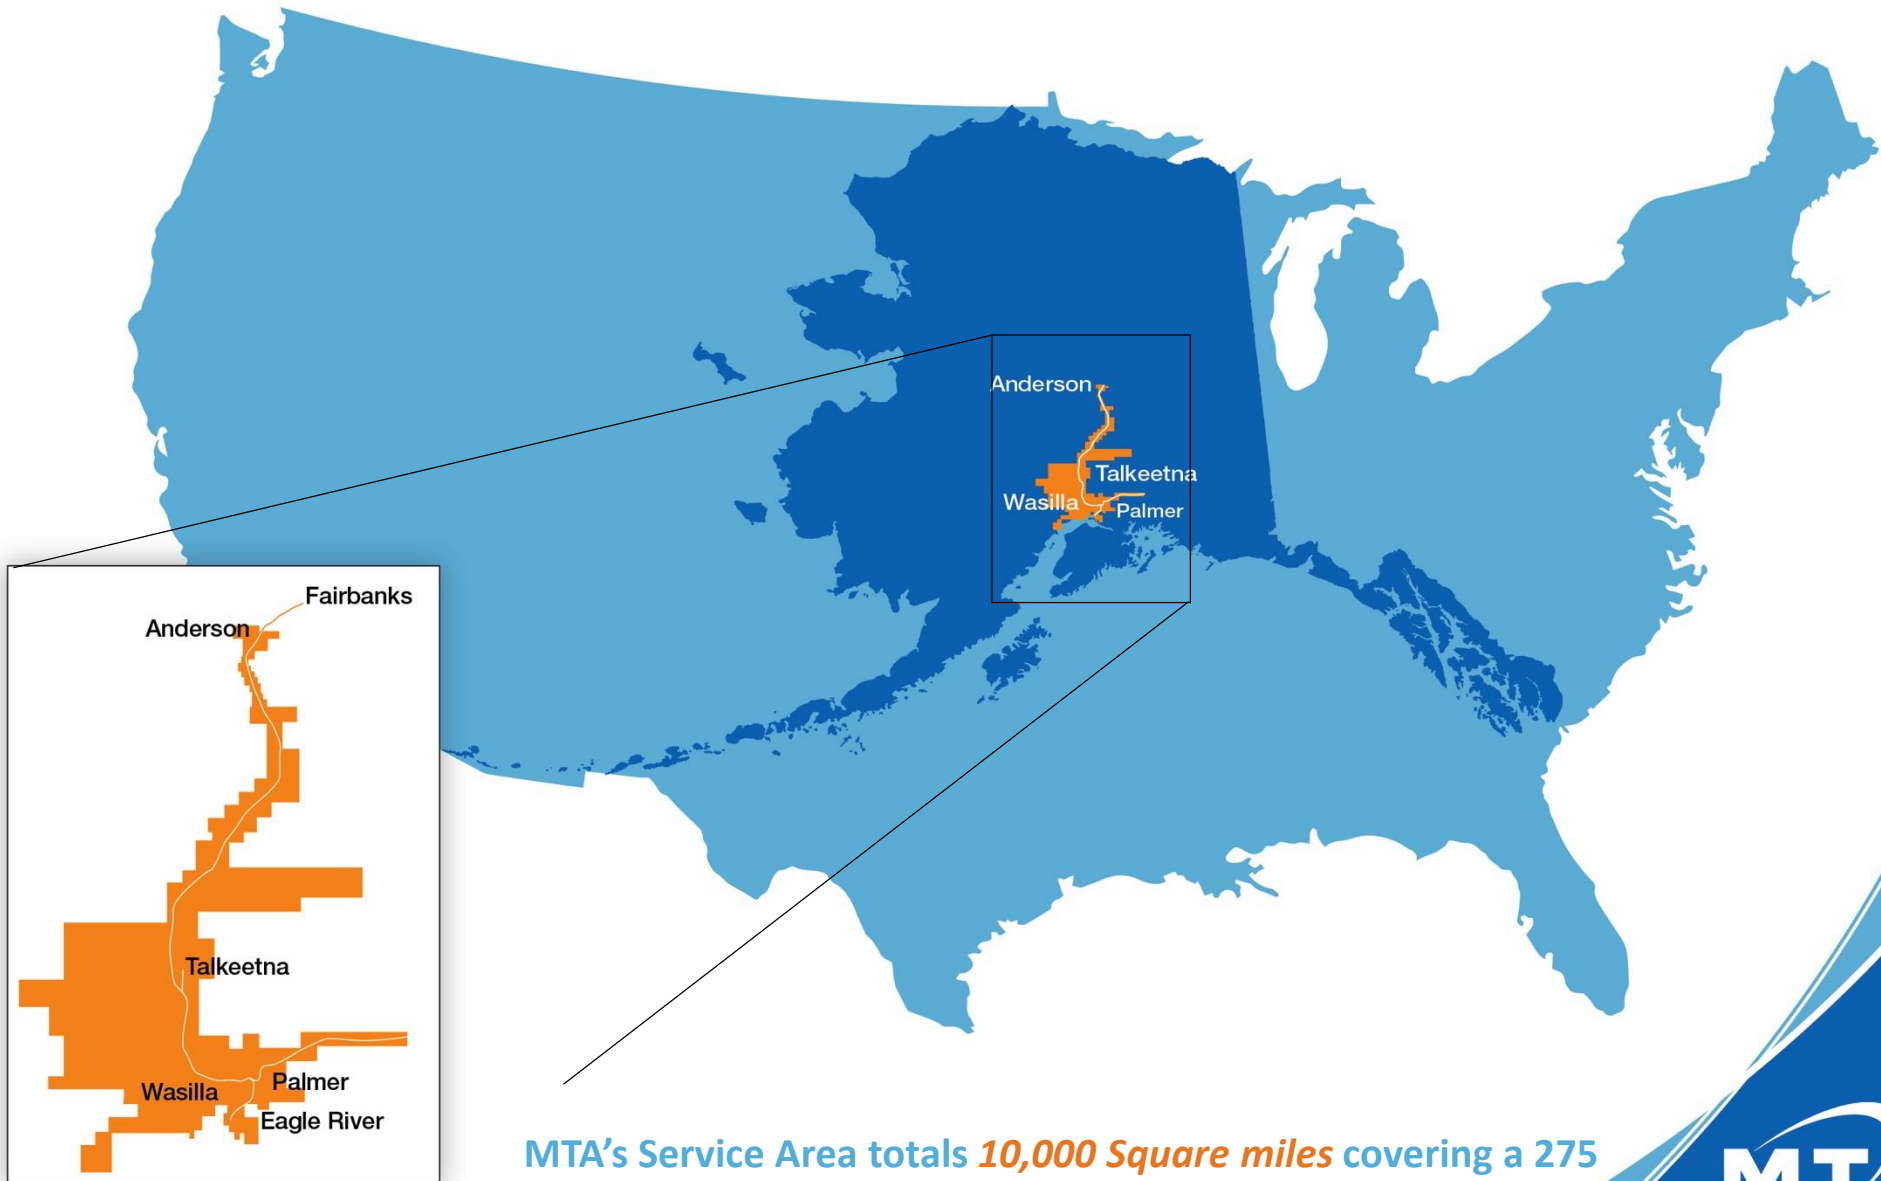 Anderson
Talkeetna
Wasilla
Palmer
Fairbanks
Anderson
Talkeetna
Wasilla
Palmer
Eagle River
MTA's Service Area totals 10,000 Square miles covering a 275
MTA